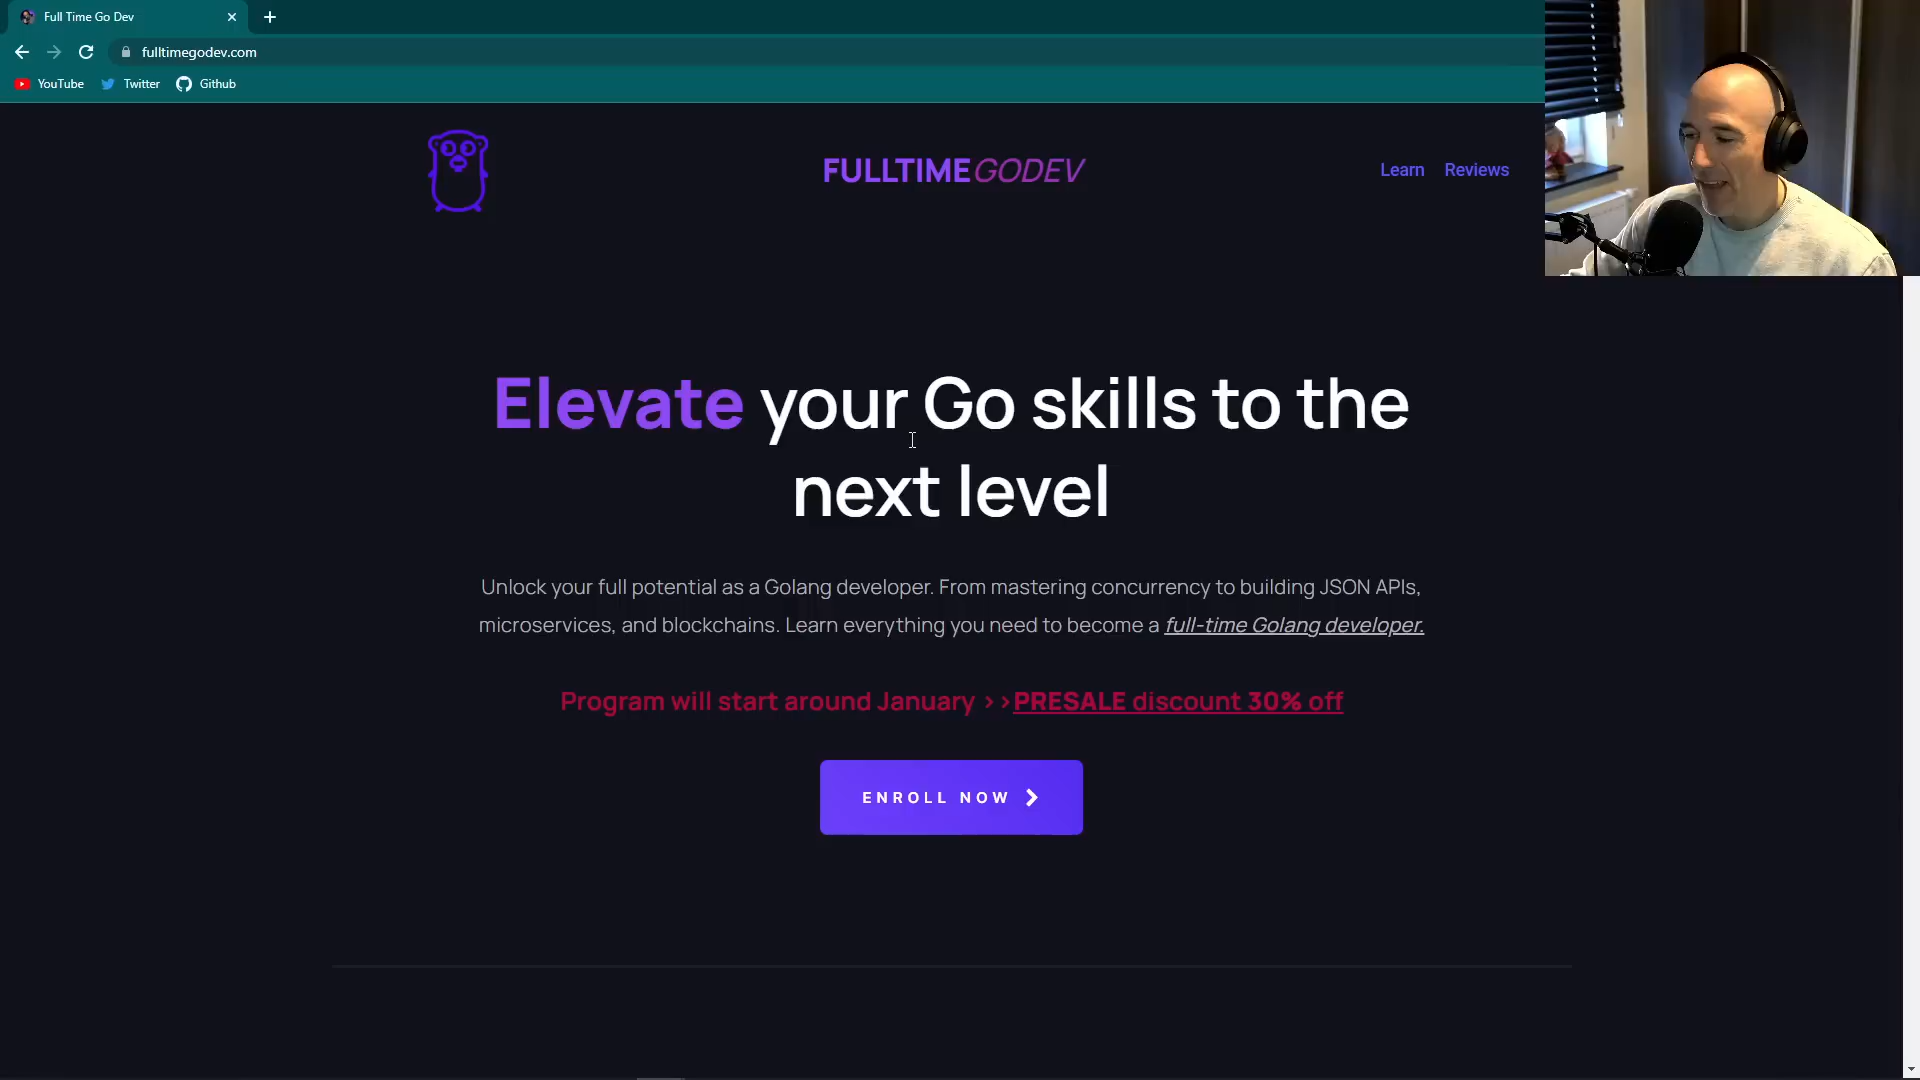 Full Time Go Dev
fulltimegodev.com
YouTube Twitter Github
FULLTIMEGODEV
Learn Reviews
Elevate your Go skills to the
next level
Unlock your full potential as a Golang developer. From mastering concurrency to building JSON APIs,
microservices, and blockchains. Learn everything you need to become a full-time Golang developer.
Program will start around January >>PRESALE discount 30% off
ENROLL NOW